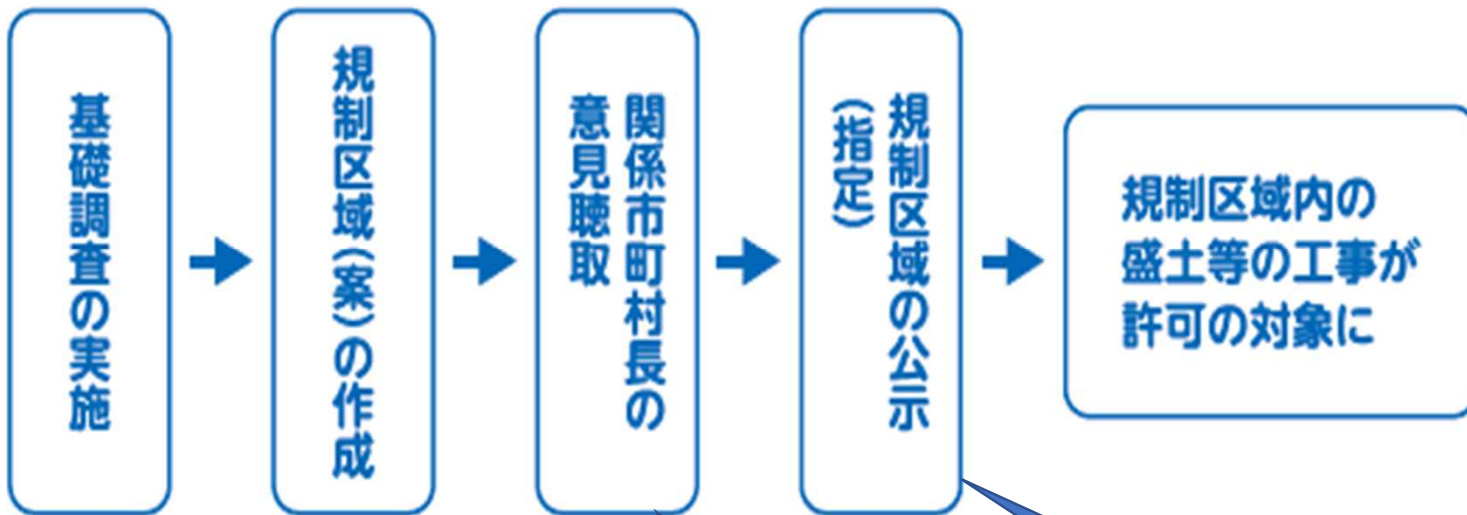 基礎調査の実施
規制区域(案)の作成
関係市町村長の
意見聴取
規制区域の公示
(指定)
規制区域内の
盛土等の工事が
許可の対象に